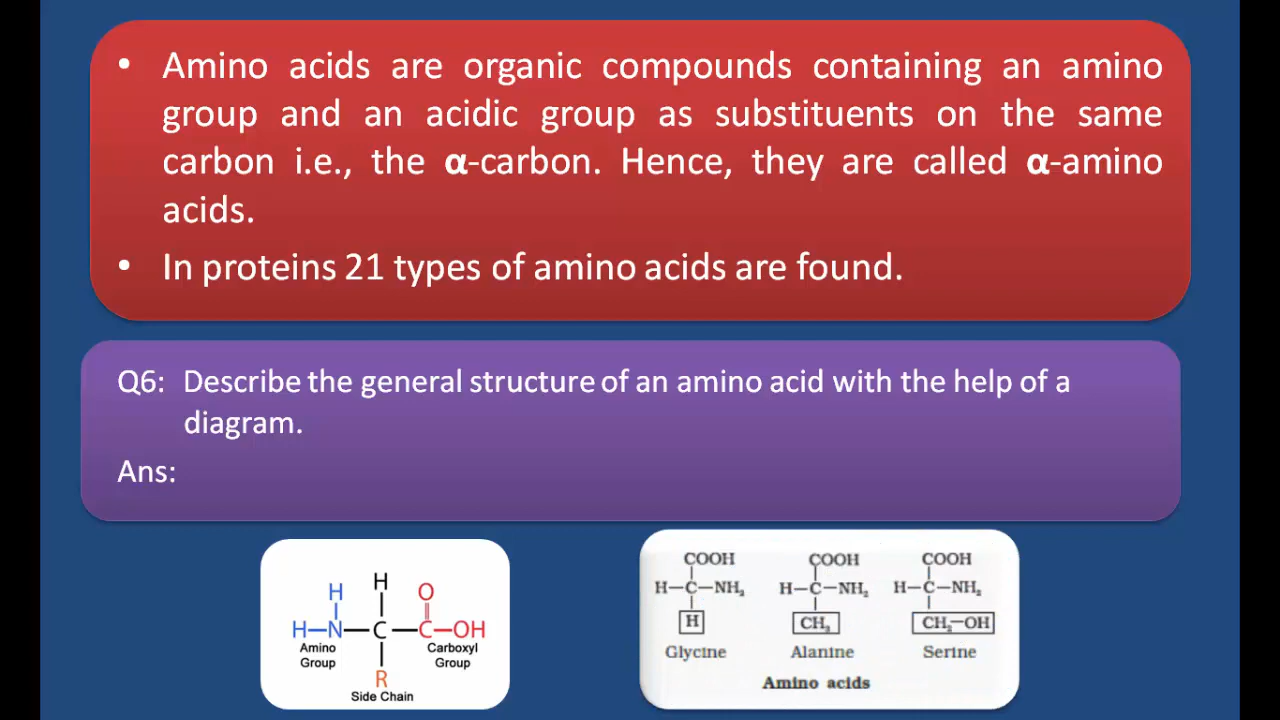 • Amino acids are organic compounds containing an amino
group and an acidic group as substituents on the same
carbon i.e., the α-carbon. Hence, they are called α-amino
acids.
• In proteins 21 types of amino acids are found.
Q6: Describe the general structure of an amino acid with the help of a
diagram.
Ans:
H H O
H—N—C—C—OH
Amino Group
Carboxyl Group
R
Side Chain
COOH
H—C—NH₂
H
Glycine
COOH
H—C—NH₂
CH₃
Alanine
COOH
H—C—NH₂
CH₂—OH
Serine
Amino acids